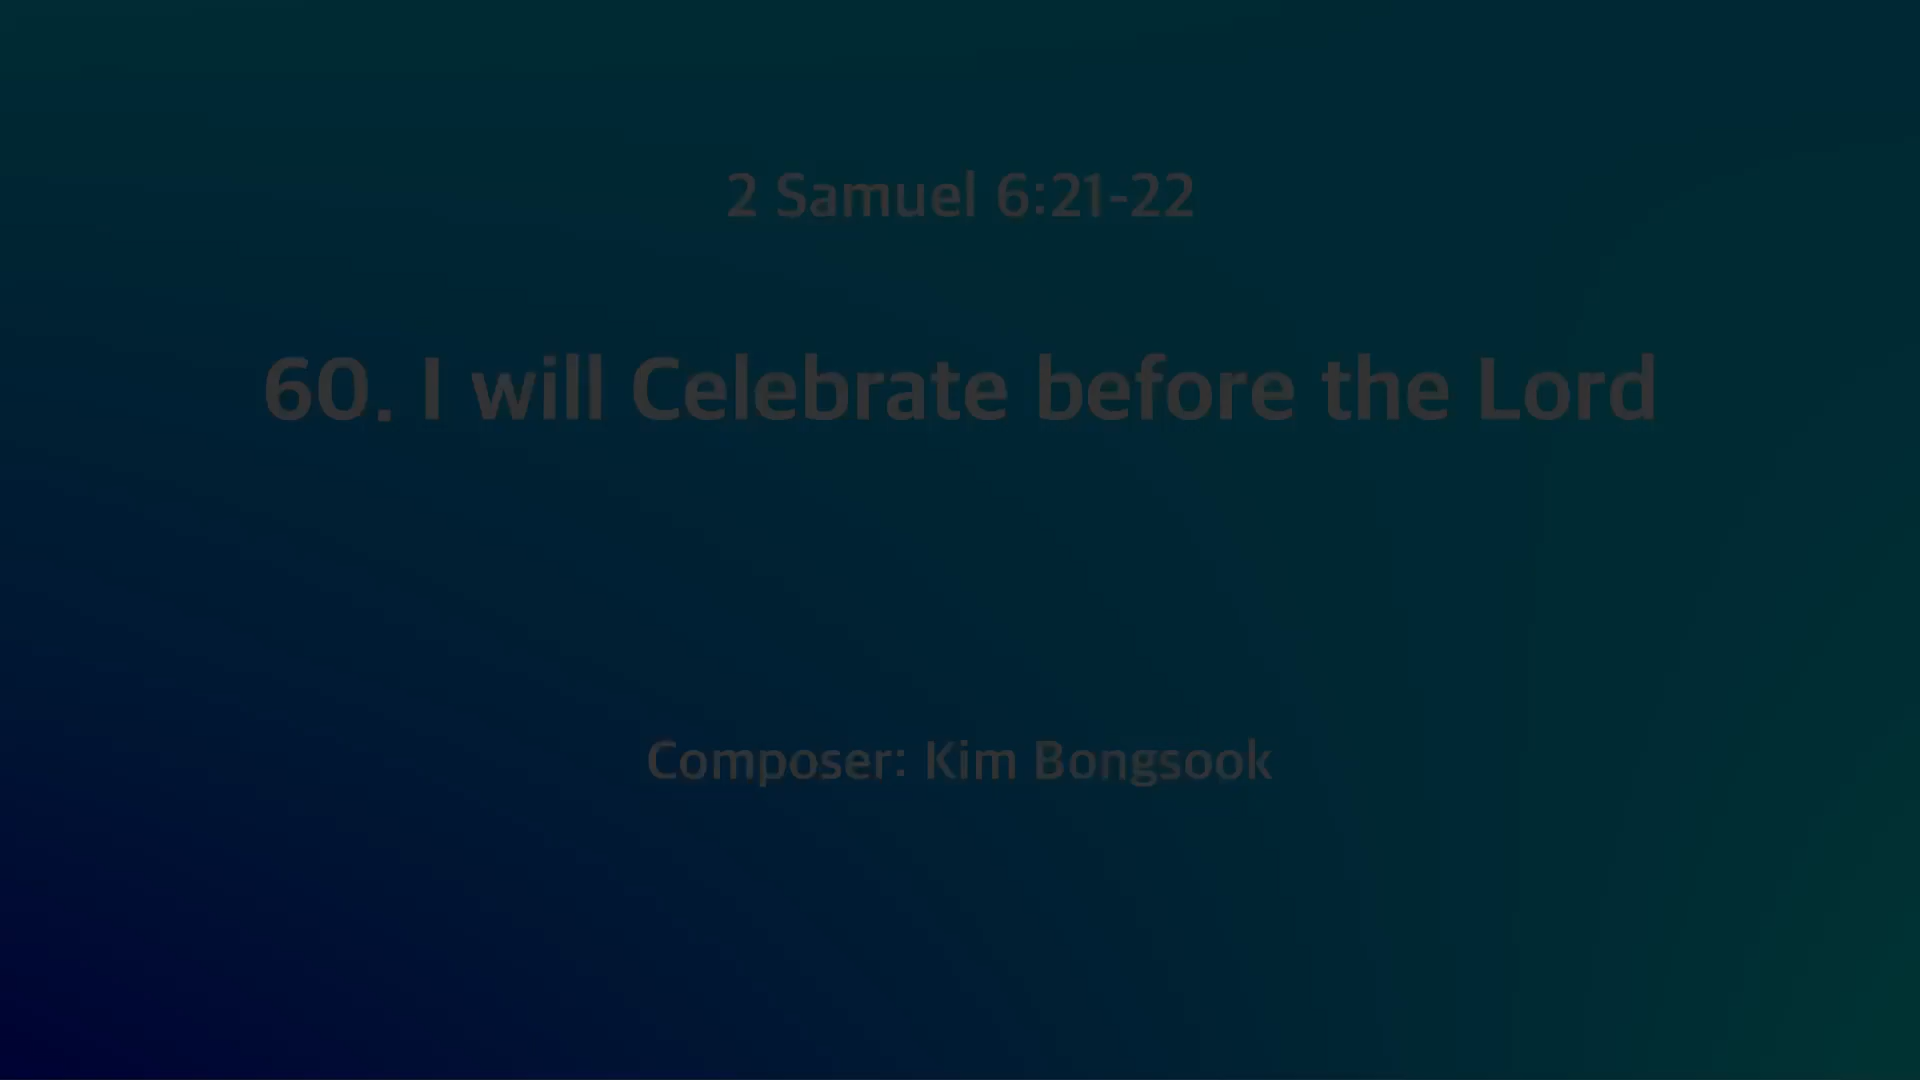 2 Samuel 6:21-22
60. I will Celebrate before the Lord
Composer: Kim Bongsook